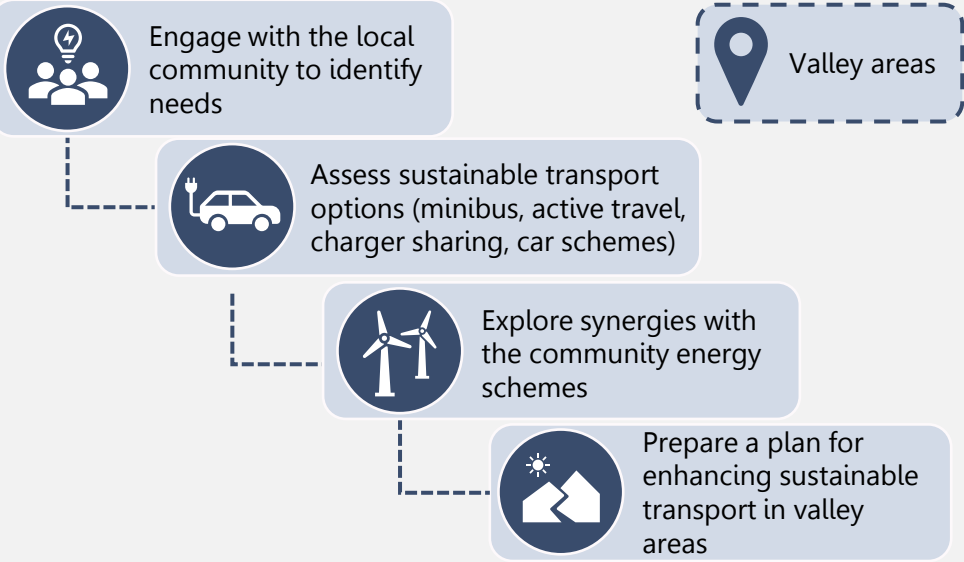 Engage with the local
community to identify
needs
Valley areas
Assess sustainable transport
options (minibus, active travel,
charger sharing, car schemes)
Explore synergies with
the community energy
schemes
Prepare a plan for
enhancing sustainable
transport in valley
areas